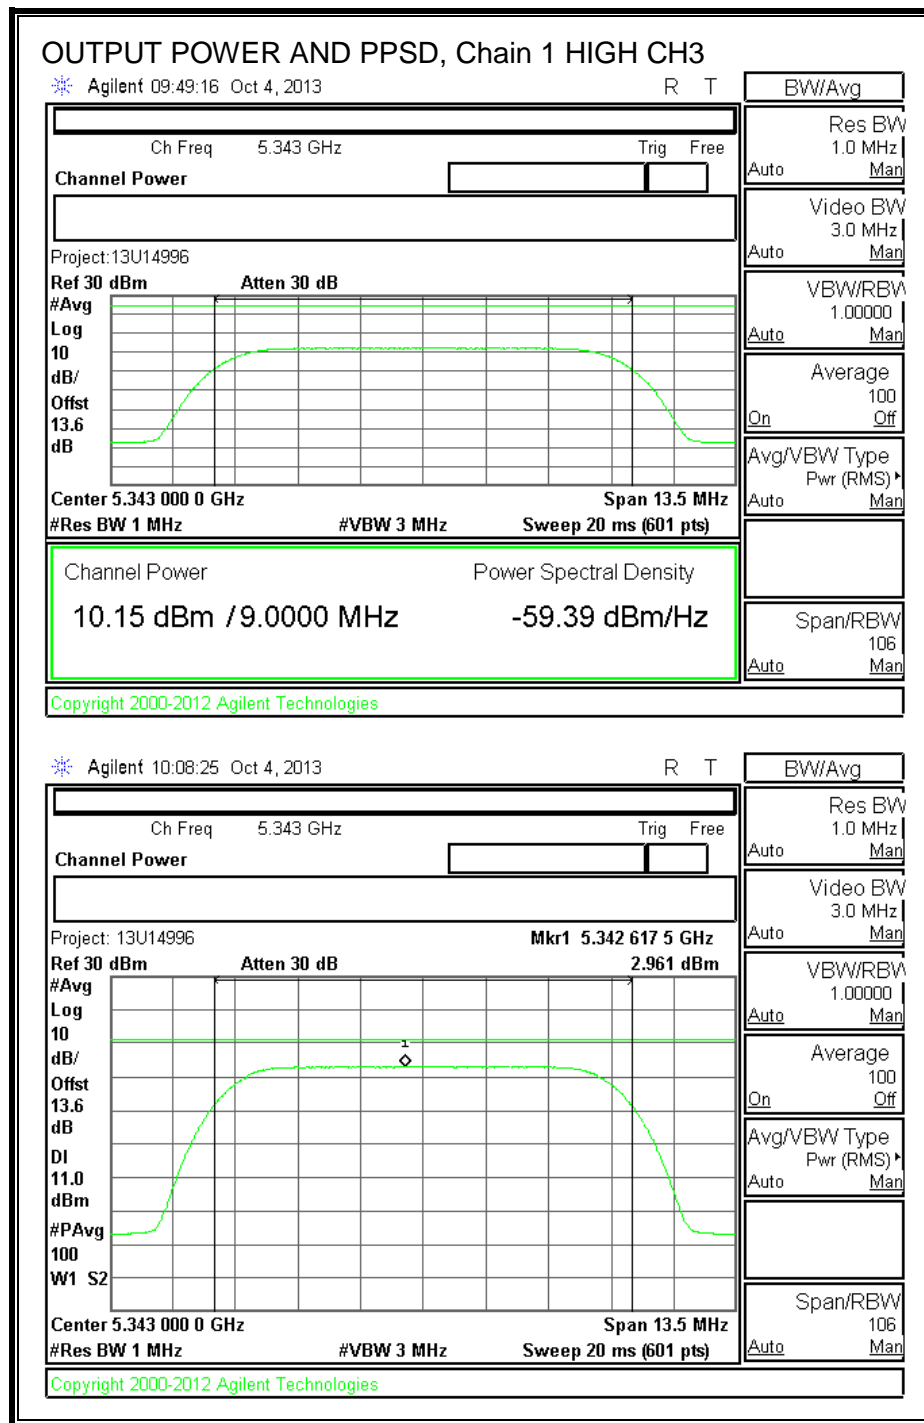 OUTPUT POWER AND PPSD, Chain 1 HIGH CH3
Agilent 09:49:16 Oct 4, 2013 R T
BW/Avg
Ch Freq 5.343 GHz Trig Free
Channel Power
Res BW
1.0 MHz
Auto Man
Video BW
3.0 MHz
Auto Man
Project:13U14996
Ref 30 dBm Atten 30 dB
#Avg
Log
10
dB/
Offst
13.6
dB
VBW/RBW
1.00000
Auto Man
Average
100
On Off
Avg/VBW Type
Pwr (RMS)
Auto Man
Center 5.343 000 0 GHz Span 13.5 MHz
#Res BW 1 MHz #VBW 3 MHz Sweep 20 ms (601 pts)
Channel Power Power Spectral Density
10.15 dBm / 9.0000 MHz -59.39 dBm/Hz
Span/RBW
106
Auto Man
Copyright 2000-2012 Agilent Technologies
Agilent 10:08:25 Oct 4, 2013 R T
BW/Avg
Ch Freq 5.343 GHz Trig Free
Channel Power
Res BW
1.0 MHz
Auto Man
Video BW
3.0 MHz
Auto Man
Project: 13U14996 Mkr1 5.342 617 5 GHz
Ref 30 dBm Atten 30 dB 2.961 dBm
#Avg
Log
10
dB/
Offst
13.6
dB
DI
11.0
dBm
#PAvg
100
W1 S2
1
VBW/RBW
1.00000
Auto Man
Average
100
On Off
Avg/VBW Type
Pwr (RMS)
Auto Man
Span/RBW
106
Auto Man
Center 5.343 000 0 GHz Span 13.5 MHz
#Res BW 1 MHz #VBW 3 MHz Sweep 20 ms (601 pts)
Copyright 2000-2012 Agilent Technologies